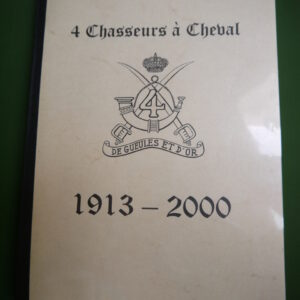 4 Chasseurs à Cheval
4
DE GUEULES ET D'OR
1913 – 2000